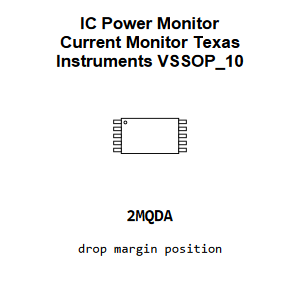 IC Power Monitor
Current Monitor Texas
Instruments VSSOP_10
2MQDA
drop margin position